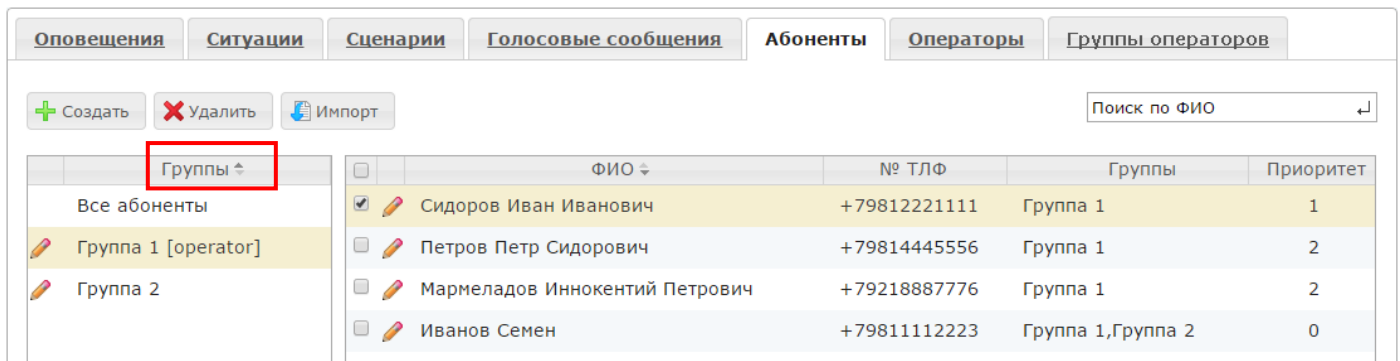 Оповещения Ситуации Сценарии Голосовые сообщения Абоненты Операторы Группы операторов
Создать Удалить Импорт Поиск по ФИО
Группы ФИО № ТЛФ Группы Приоритет
Все абоненты Сидоров Иван Иванович +79812221111 Группа 1 1
Группа 1 [operator] Петров Петр Сидорович +79814445556 Группа 1 2
Группа 2 Мармеладов Иннокентий Петрович +79218887776 Группа 1 2
Иванов Семен +79811112223 Группа 1,Группа 2 0